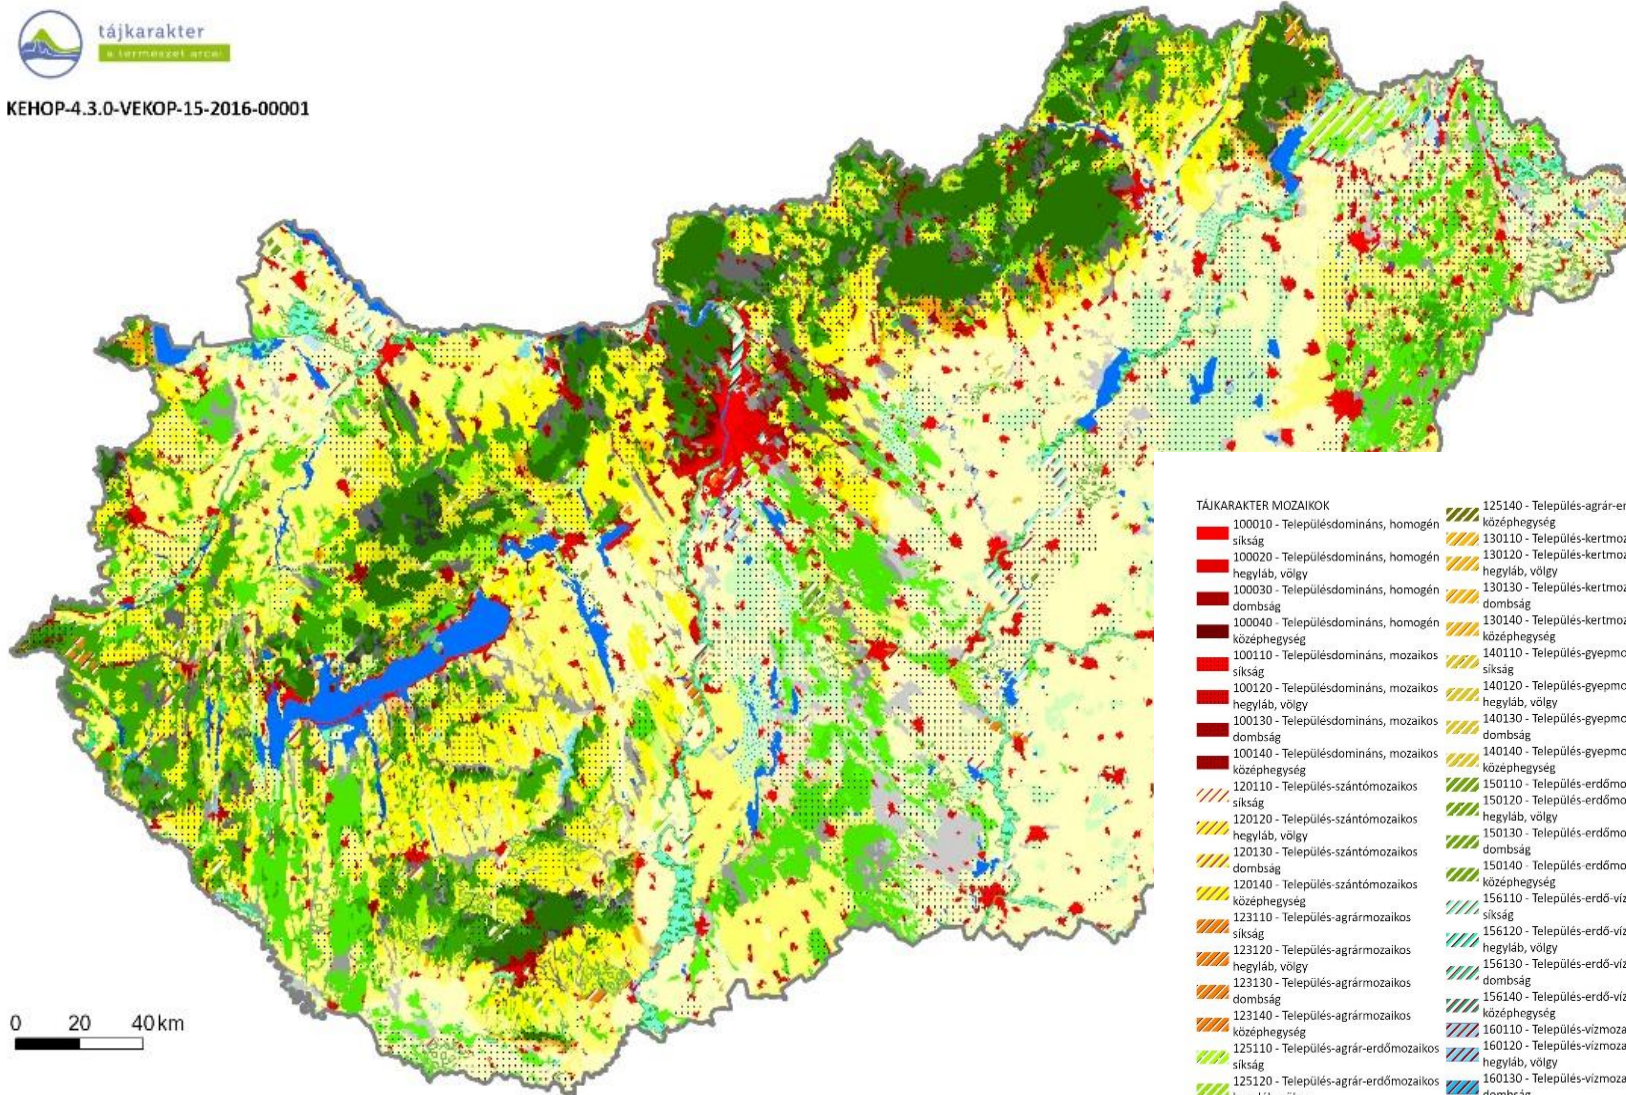 tájkarakter
a természet arcai
KEHOP-4.3.0-VEKOP-15-2016-00001
0 20 40km
TÁJKARAKTER MOZAIKOK
100010 - Településdomináns, homogén
síkság
100020 - Településdomináns, homogén
hegyláb, völgy
100030 - Településdomináns, homogén
dombság
100040 - Településdomináns, homogén
középhegység
100110 - Településdomináns, mozaikos
síkság
100120 - Településdomináns, mozaikos
hegyláb, völgy
100130 - Településdomináns, mozaikos
dombság
100140 - Településdomináns, mozaikos
középhegység
120110 - Település-szántómozaikos
síkság
120120 - Település-szántómozaikos
hegyláb, völgy
120130 - Település-szántómozaikos
dombság
120140 - Település-szántómozaikos
középhegység
123110 - Település-agrármozaikos
síkság
123120 - Település-agrármozaikos
hegyláb, völgy
123130 - Település-agrármozaikos
dombság
123140 - Település-agrármozaikos
középhegység
125110 - Település-agrár-erdőmozaikos
síkság
125120 - Település-agrár-erdőmozaikos
125140 - Település-agrár-er
középhegység
130110 - Település-kertmoz
130120 - Település-kertmoz
hegyláb, völgy
130130 - Település-kertmoz
dombság
130140 - Település-kertmoz
középhegység
140110 - Település-gyepmo
síkság
140120 - Település-gyepmo
hegyláb, völgy
140130 - Település-gyepmo
dombság
140140 - Település-gyepmo
középhegység
150110 - Település-erdőmo
150120 - Település-erdőmo
hegyláb, völgy
150130 - Település-erdőmo
dombság
150140 - Település-erdőmo
középhegység
156110 - Település-erdő-víz
síkság
156120 - Település-erdő-víz
hegyláb, völgy
156130 - Település-erdő-víz
dombság
156140 - Település-erdő-víz
középhegység
160110 - Település-vízmoza
160120 - Település-vízmoza
hegyláb, völgy
160130 - Település-vízmoza